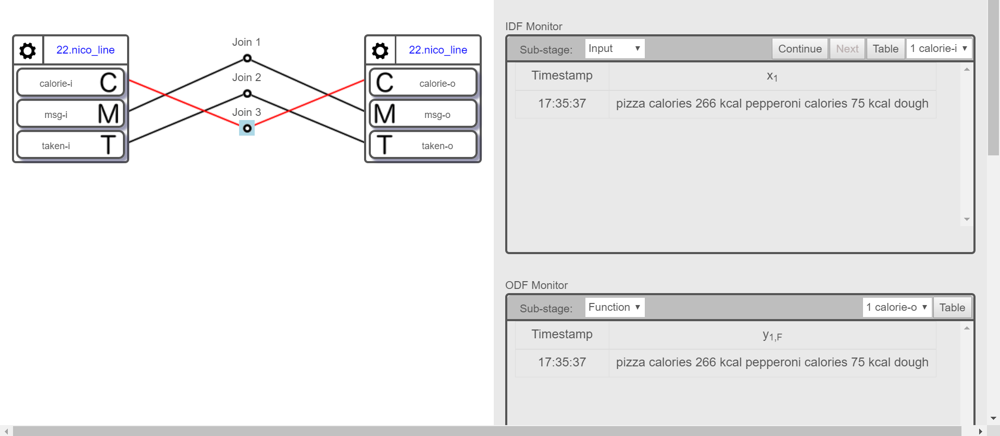 22.nico_line
calorie-i C
msg-i M
taken-i T
Join 1
Join 2
Join 3
22.nico_line
C calorie-o
M msg-o
T taken-o
IDF Monitor
Sub-stage: Input Continue Next Table 1 calorie-i
Timestamp x1
17:35:37 pizza calories 266 kcal pepperoni calories 75 kcal dough
ODF Monitor
Sub-stage: Function 1 calorie-o Table
Timestamp y1,F
17:35:37 pizza calories 266 kcal pepperoni calories 75 kcal dough